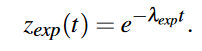 z_{exp}(t) = e^{-λ_{exp}t}.